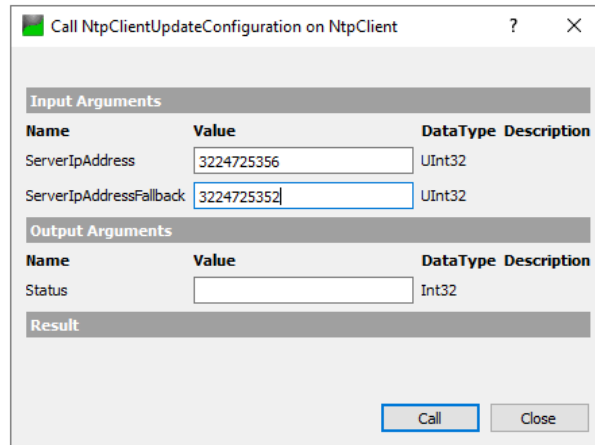 Call NtpClientUpdateConfiguration on NtpClient ? ×
Input Arguments
Name Value DataType Description
ServerIpAddress 3224725356 UInt32
ServerIpAddressFallback 3224725352 UInt32
Output Arguments
Name Value DataType Description
Status Int32
Result
Call Close